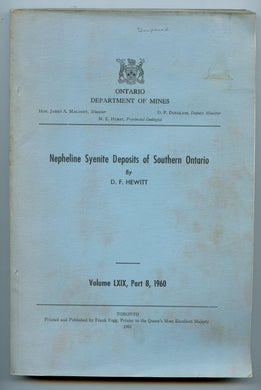 Duplicate
ONTARIO
DEPARTMENT OF MINES
HON. JAMES A. MALONEY, Minister
D. P. DOUGLASS, Deputy Minister
M. E. HURST, Provincial Geologist
Nepheline Syenite Deposits of Southern Ontario
By
D. F. HEWITT
Volume LXIX, Part 8, 1960
TORONTO
Printed and Published by Frank Fogg, Printer to the Queen's Most Excellent Majesty
1961